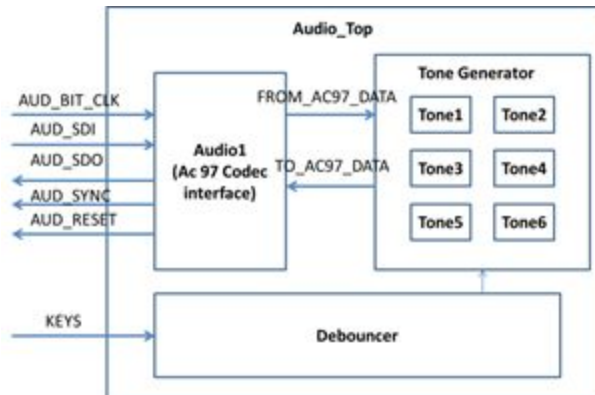 Audio_Top
AUD_BIT_CLK
AUD_SDI
AUD_SDO
AUD_SYNC
AUD_RESET
KEYS
Audio1
(Ac 97 Codec
interface)
FROM_AC97_DATA
TO_AC97_DATA
Tone Generator
Tone1 Tone2
Tone3 Tone4
Tone5 Tone6
Debouncer